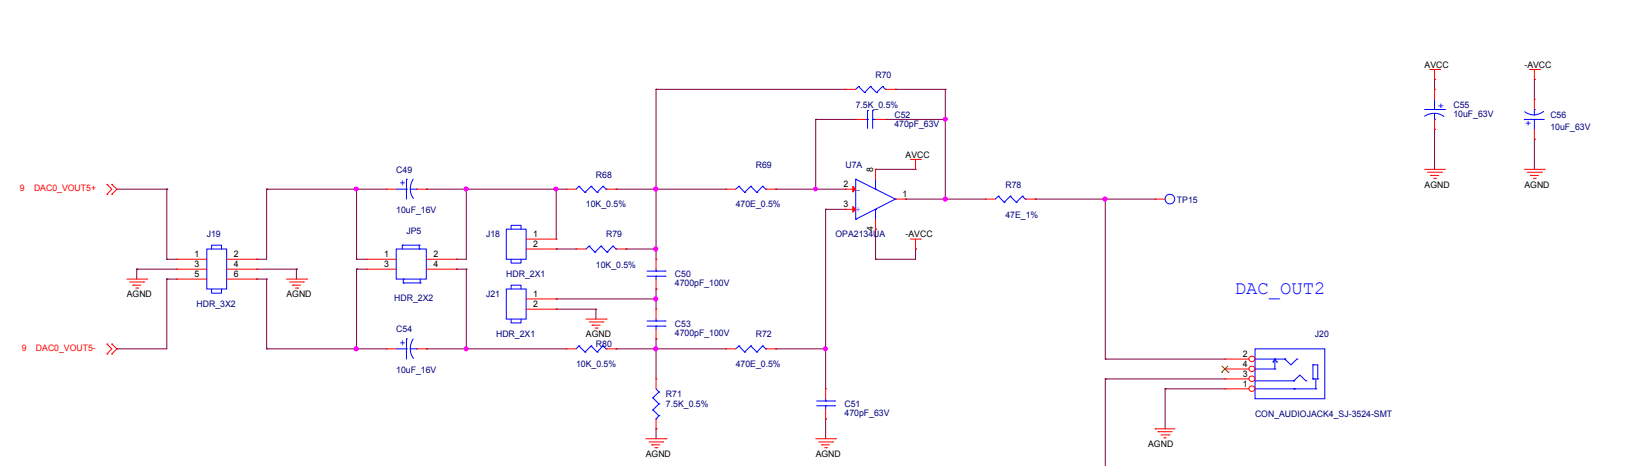 R70
7.5K_0.5%
C52
470pF_63V
AVCC
C55
10uF_63V
AGND
-AVCC
C56
10uF_63V
AGND
9 DAC0_VOUT5+
C49
+
10uF_16V
R68
10K_0.5%
R69
470E_0.5%
U7A
AVCC
8
2
3
1
4
OPA2134UA
-AVCC
R78
47E_1%
TP15
J19
1 2
3 4
5 6
HDR_3X2
AGND
AGND
JP5
1 2
3 4
HDR_2X2
J18
1
2
HDR_2X1
R79
10K_0.5%
C50
4700pF_100V
J21
1
2
HDR_2X1
AGND
C53
4700pF_100V
9 DAC0_VOUT5-
C54
+
10uF_16V
R80
10K_0.5%
R72
470E_0.5%
R71
7.5K_0.5%
AGND
C51
470pF_63V
AGND
DAC_OUT2
J20
2
4
3
1
CON_AUDIOJACK4_SJ-3524-SMT
AGND